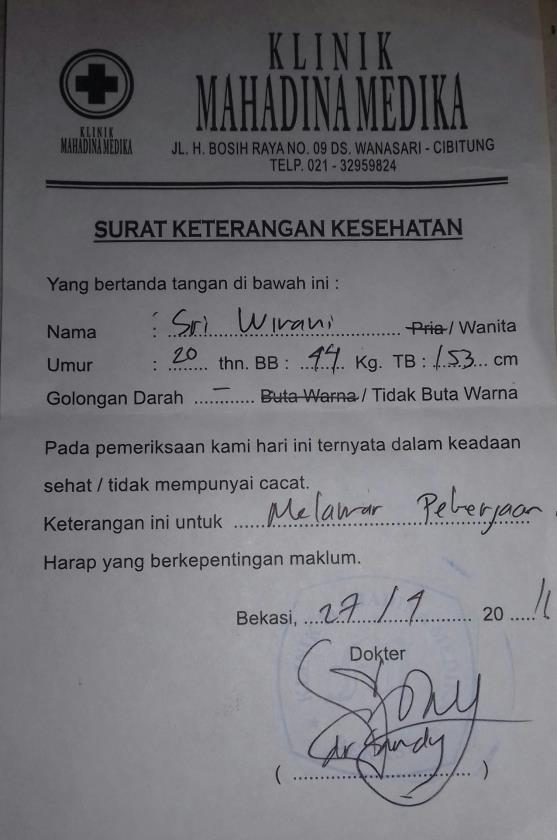 KLINIK
MAHADINA MEDIKA
KLINIK
MAHADINA MEDIKA
JL. H. BOSIH RAYA NO. 09 DS. WANASARI - CIBITUNG
TELP. 021 - 32959824
SURAT KETERANGAN KESEHATAN
Yang bertanda tangan di bawah ini :
Nama : Sri Wirani Pria / Wanita
Umur : 20 thn. BB : 44 Kg. TB : 153 cm
Golongan Darah – Buta Warna / Tidak Buta Warna
Pada pemeriksaan kami hari ini ternyata dalam keadaan
sehat / tidak mempunyai cacat.
Keterangan ini untuk Melamar Pekerjaan
Harap yang berkepentingan maklum.
Bekasi, 27 / 20
Dokter
dr Sandy
( )